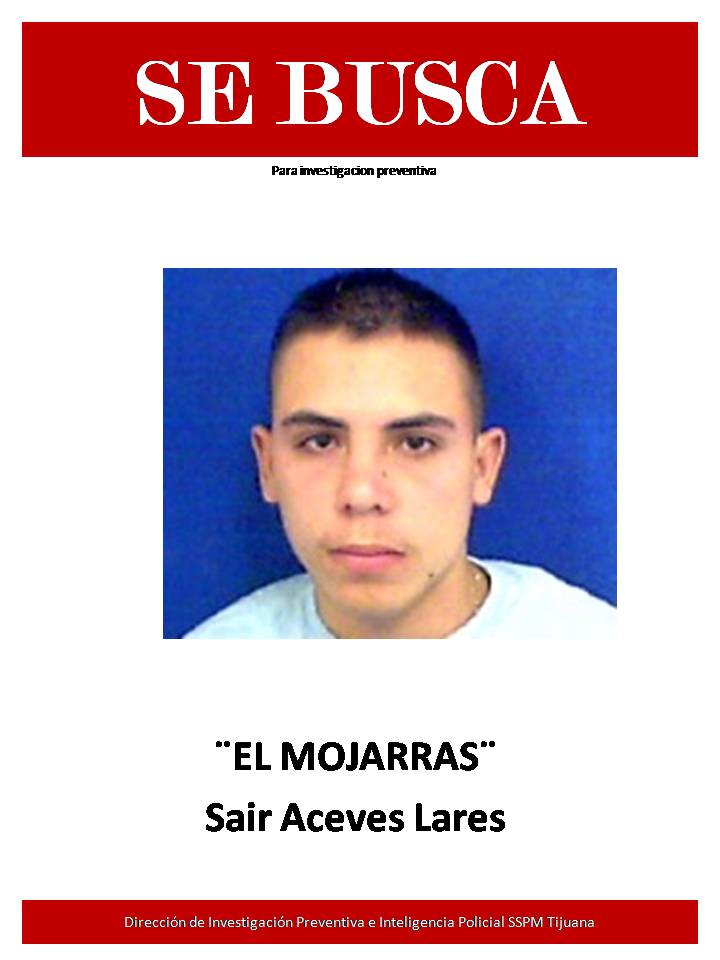 SE BUSCA
Para investigacion preventiva
¨EL MOJARRAS¨
Sair Aceves Lares
Dirección de Investigación Preventiva e Inteligencia Policial SSPM Tijuana